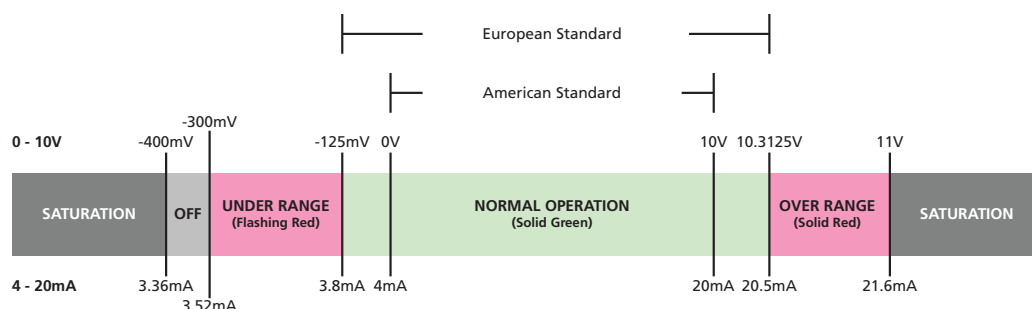 European Standard
American Standard
-300mV
0 - 10V -400mV -125mV 0V 10V 10.3125V 11V
SATURATION OFF UNDER RANGE NORMAL OPERATION OVER RANGE SATURATION
(Flashing Red) (Solid Green) (Solid Red)
4 - 20mA 3.36mA 3.8mA 4mA 20mA 20.5mA 21.6mA
3.52mA